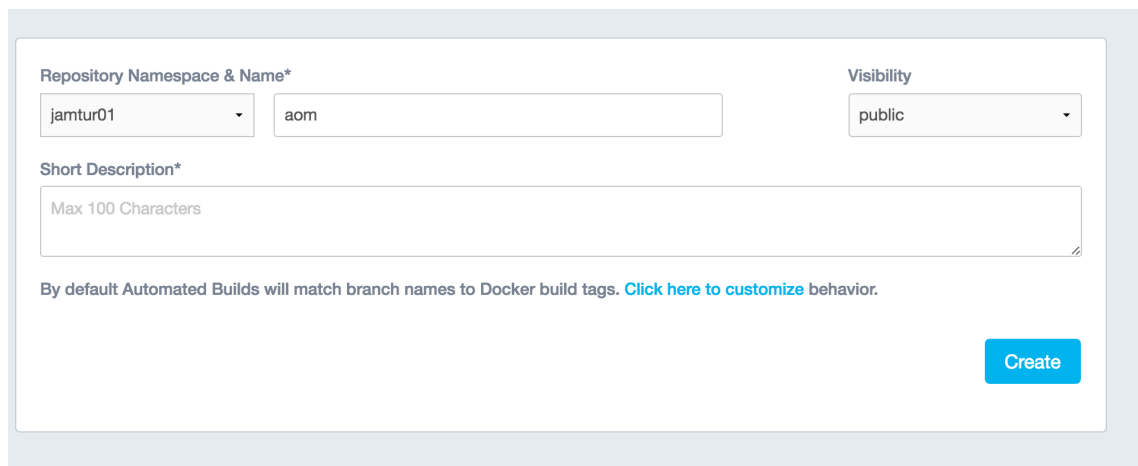 Repository Namespace & Name*
Visibility
jamtur01
aom
public
Short Description*
Max 100 Characters
By default Automated Builds will match branch names to Docker build tags. Click here to customize behavior.
Create